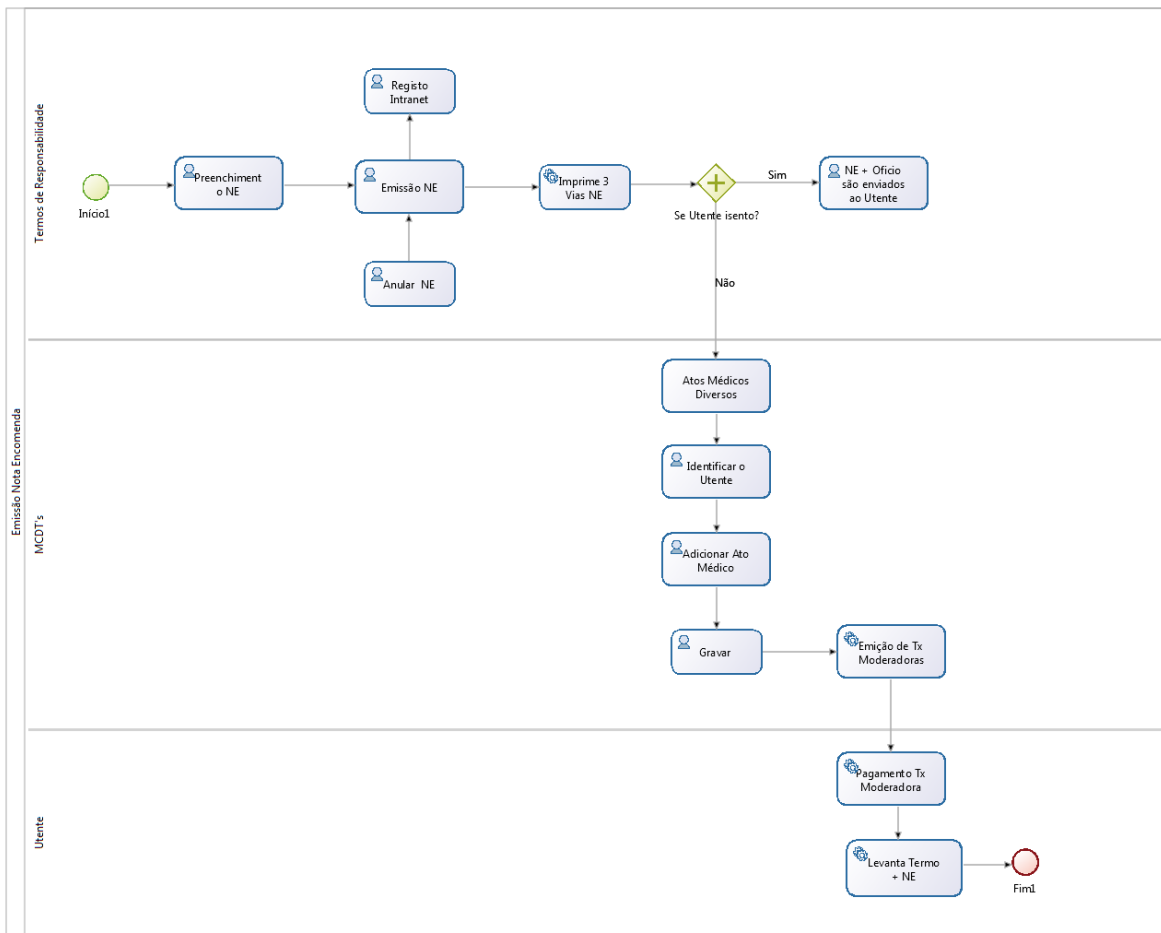 Emissão Nota Encomenda
Termos de Responsabilidade
Início1
Preenchiment
o NE
Registo
Intranet
Emissão NE
Anular NE
Imprime 3
Vias NE
Se Utente isento?
Sim
NE + Oficio
são enviados
ao Utente
Não
MCDT's
Atos Médicos
Diversos
Identificar o
Utente
Adicionar Ato
Médico
Gravar
Emição de Tx
Moderadoras
Utente
Pagamento Tx
Moderadora
Levanta Termo
+ NE
Fim1